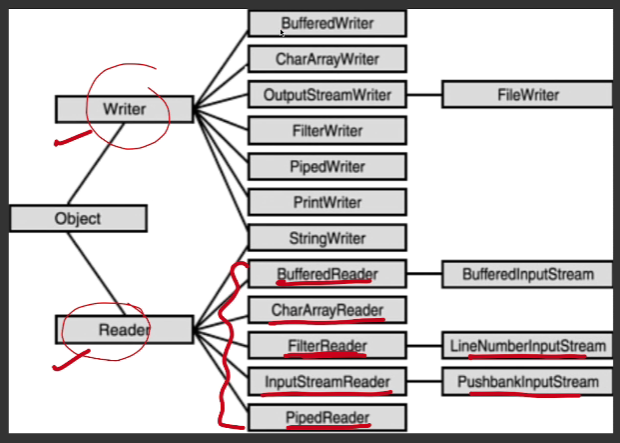 BufferedWriter
CharArrayWriter
OutputStreamWriter
FileWriter
FilterWriter
PipedWriter
PrintWriter
StringWriter
Writer
Object
Reader
BufferedReader
BufferedInputStream
CharArrayReader
FilterReader
LineNumberInputStream
InputStreamReader
PushbankInputStream
PipedReader